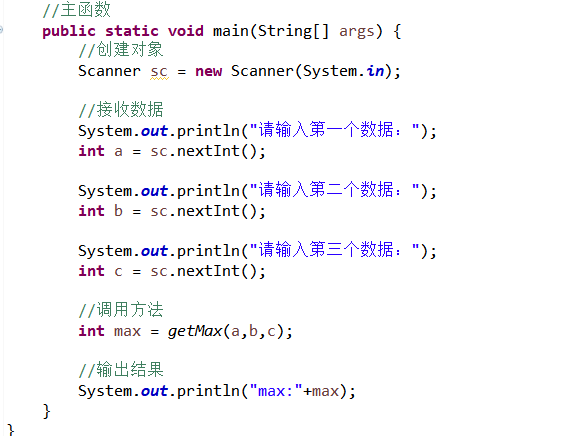 //主函数
public static void main(String[] args) {
//创建对象
Scanner sc = new Scanner(System.in);
//接收数据
System.out.println("请输入第一个数据：");
int a = sc.nextInt();
System.out.println("请输入第二个数据：");
int b = sc.nextInt();
System.out.println("请输入第三个数据：");
int c = sc.nextInt();
//调用方法
int max = getMax(a,b,c);
//输出结果
System.out.println("max:"+max);
}
}